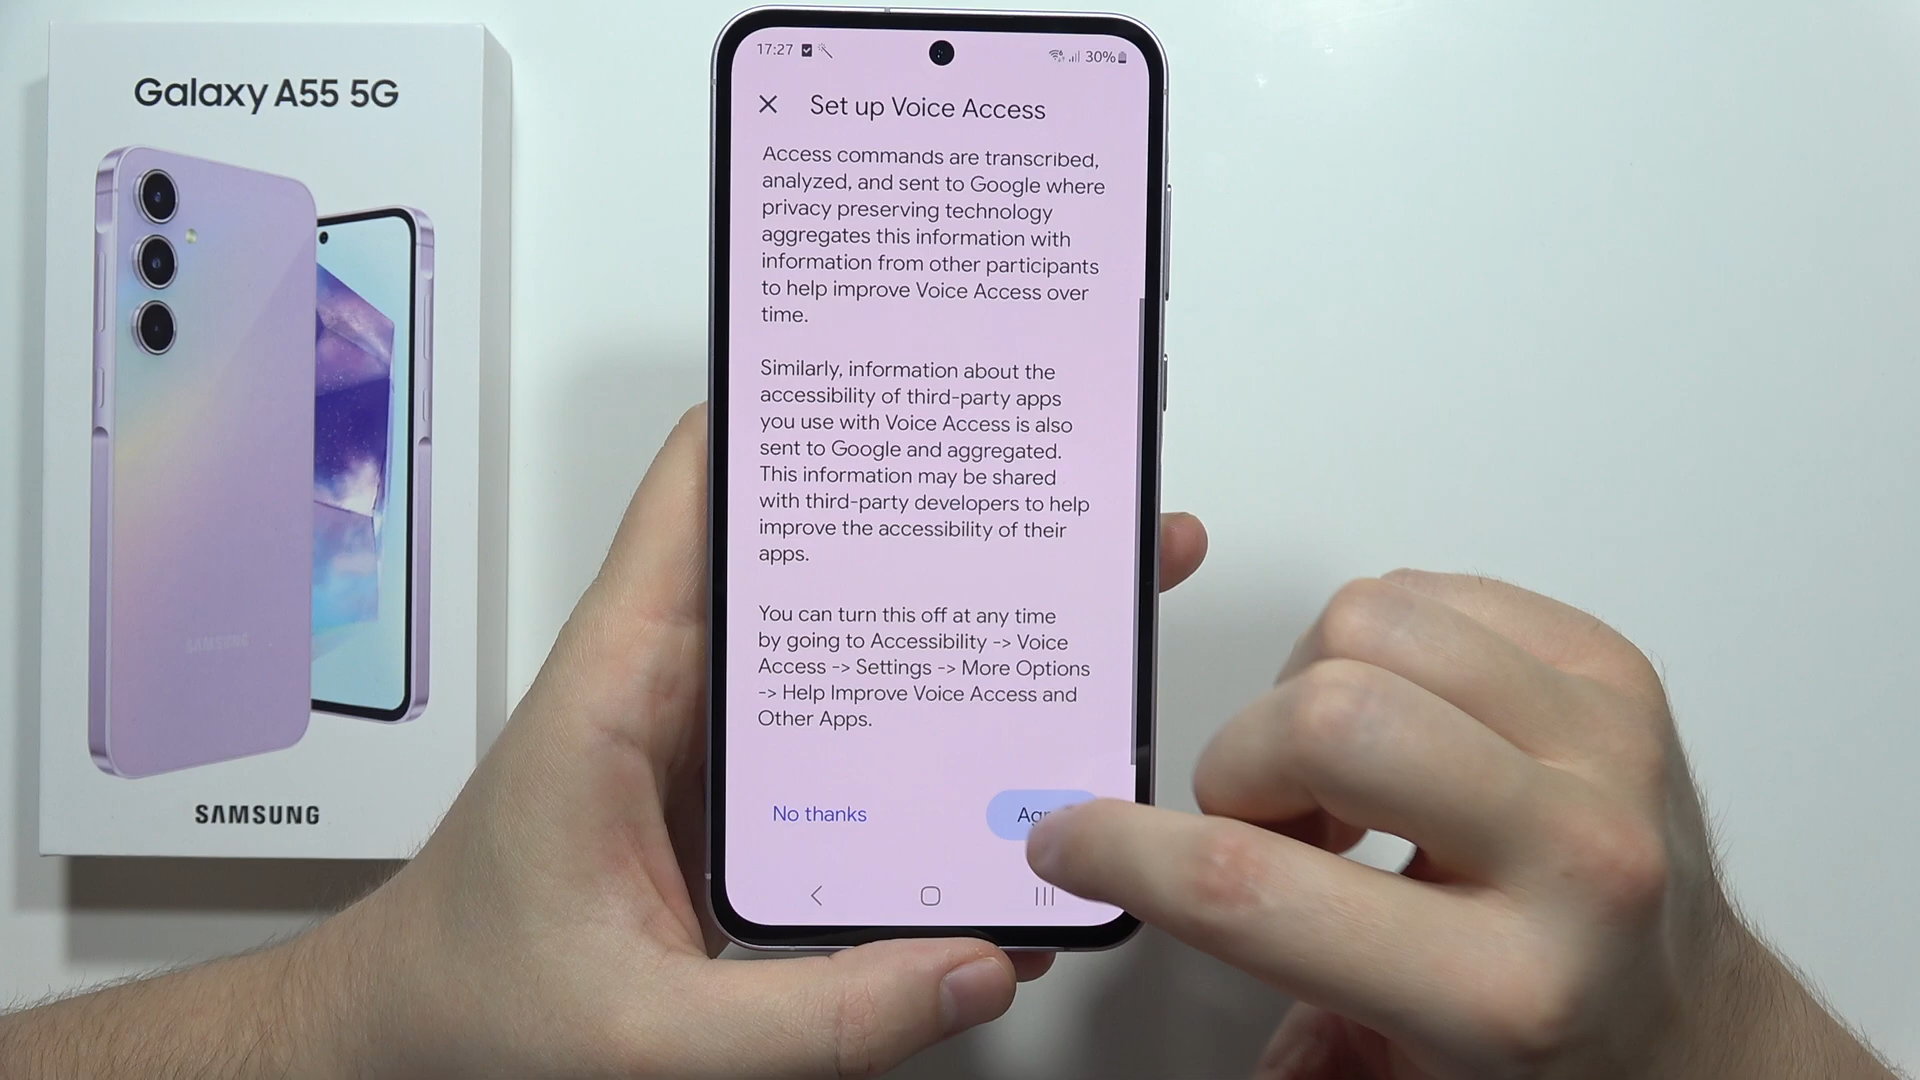 Galaxy A55 5G
SAMSUNG
SAMSUNG
17:27
30%
Set up Voice Access
Access commands are transcribed,
analyzed, and sent to Google where
privacy preserving technology
aggregates this information with
information from other participants
to help improve Voice Access over
time.
Similarly, information about the
accessibility of third-party apps
you use with Voice Access is also
sent to Google and aggregated.
This information may be shared
with third-party developers to help
improve the accessibility of their
apps.
You can turn this off at any time
by going to Accessibility -> Voice
Access -> Settings -> More Options
-> Help Improve Voice Access and
Other Apps.
No thanks